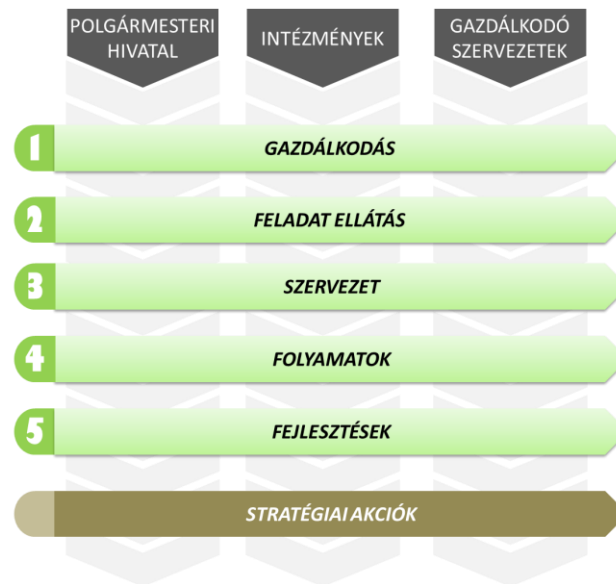 POLGÁRMESTERI
HIVATAL
INTÉZMÉNYEK
GAZDÁLKODÓ
SZERVEZETEK
1 GAZDÁLKODÁS
2 FELADAT ELLÁTÁS
3 SZERVEZET
4 FOLYAMATOK
5 FEJLESZTÉSEK
STRATÉGIAI AKCIÓK